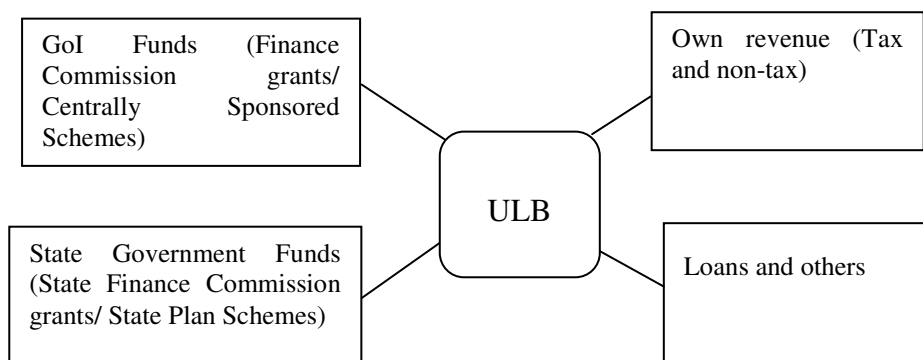 GoI Funds (Finance
Commission grants/
Centrally Sponsored
Schemes)
Own revenue (Tax
and non-tax)
ULB
State Government Funds
(State Finance Commission
grants/ State Plan Schemes)
Loans and others